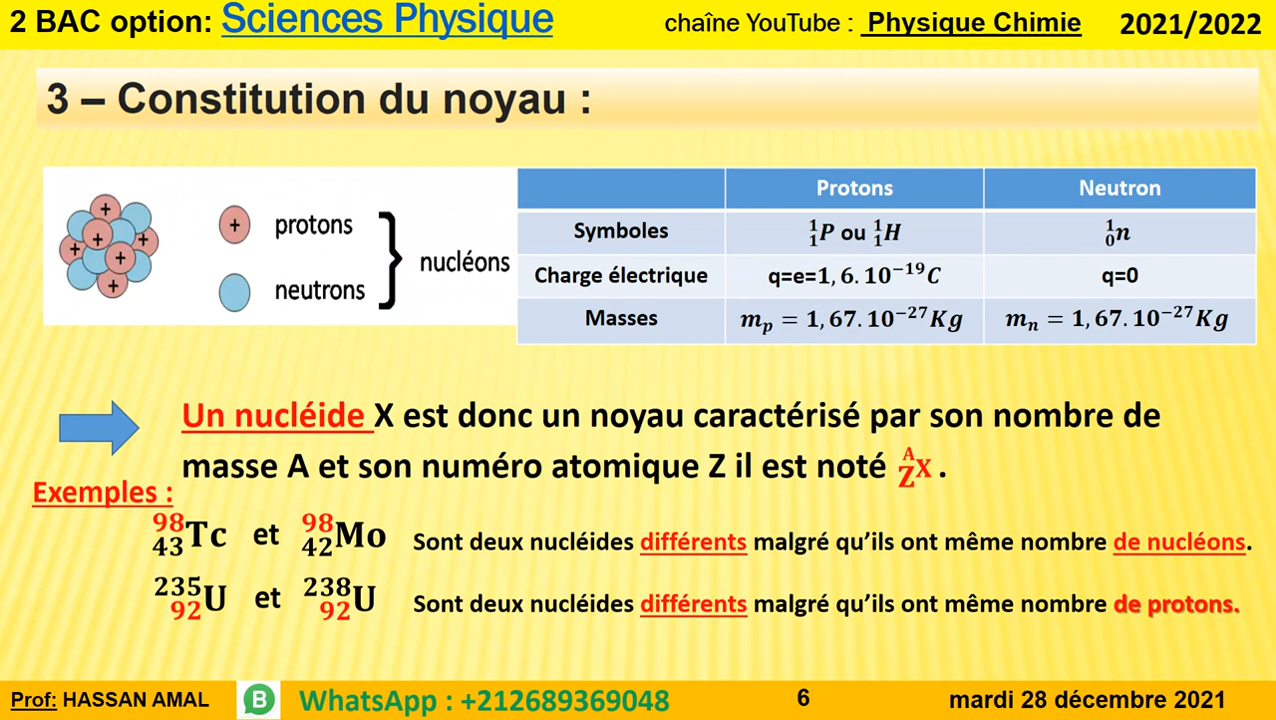 2 BAC option: Sciences Physique chaîne YouTube : Physique Chimie 2021/2022
3 – Constitution du noyau :
+ protons
+ neutrons
nucléons
Protons Neutron
Symboles ¹₁P ou ¹₁H ¹₀n
Charge électrique q=e=1,6.10⁻¹⁹C q=0
Masses mₚ = 1,67.10⁻²⁷Kg mₙ = 1,67.10⁻²⁷Kg
Un nucléide X est donc un noyau caractérisé par son nombre de
masse A et son numéro atomique Z il est noté ᴬZX .
Exemples :
⁹⁸₄₃Tc et ⁹⁸₄₂Mo Sont deux nucléides différents malgré qu’ils ont même nombre de nucléons.
²³⁵₉₂U et ²³⁸₉₂U Sont deux nucléides différents malgré qu’ils ont même nombre de protons.
Prof: HASSAN AMAL B WhatsApp : +212689369048 6 mardi 28 décembre 2021